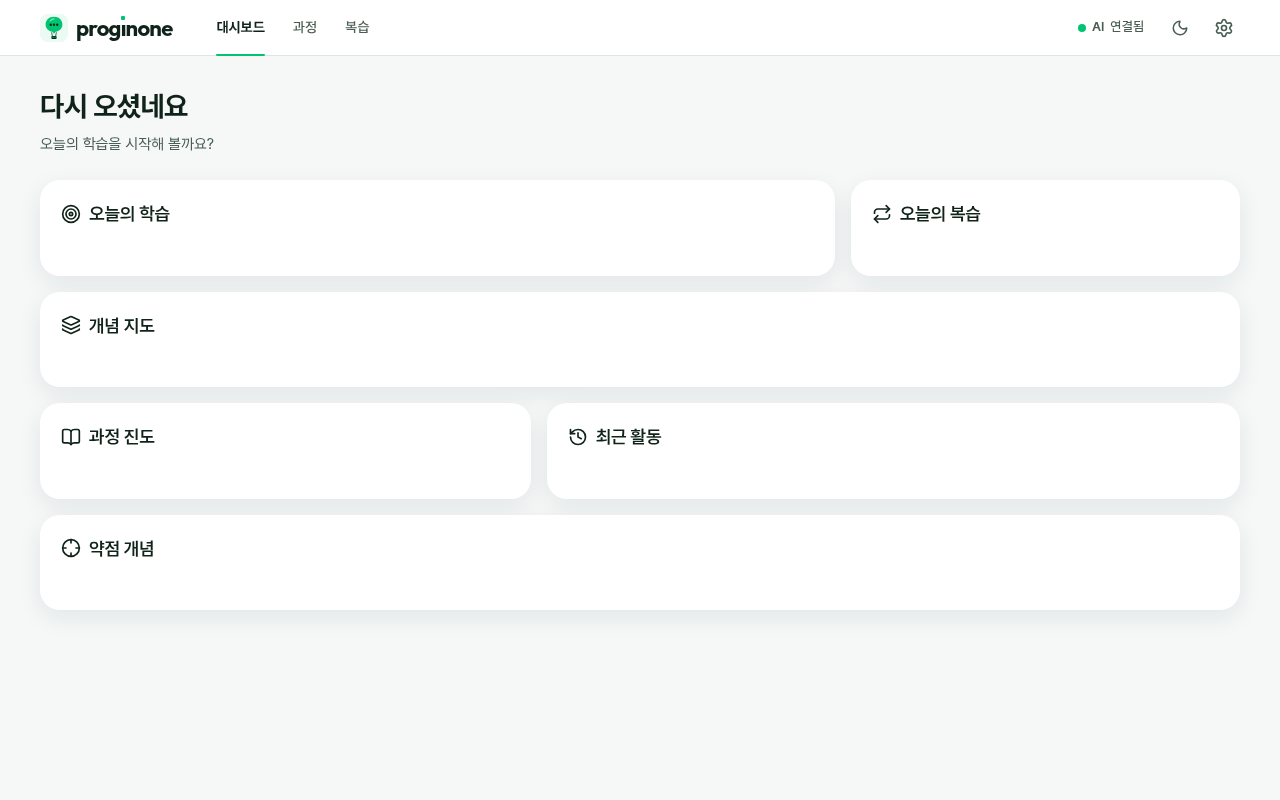 proginone
대시보드
과정
복습
AI 연결됨
다시 오셨네요
오늘의 학습을 시작해 볼까요?
오늘의 학습
오늘의 복습
개념 지도
과정 진도
최근 활동
약점 개념